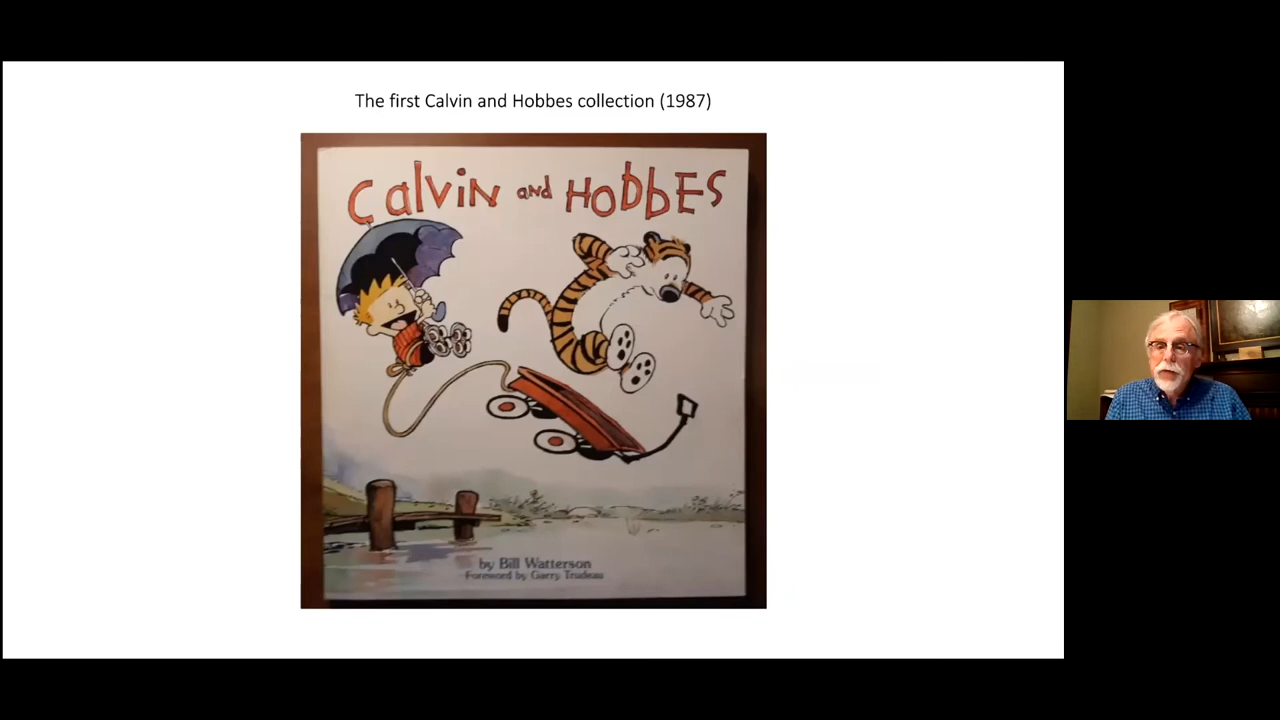 The first Calvin and Hobbes collection (1987)
Calvin and HobbES
by Bill Watterson
Foreword by Garry Trudeau